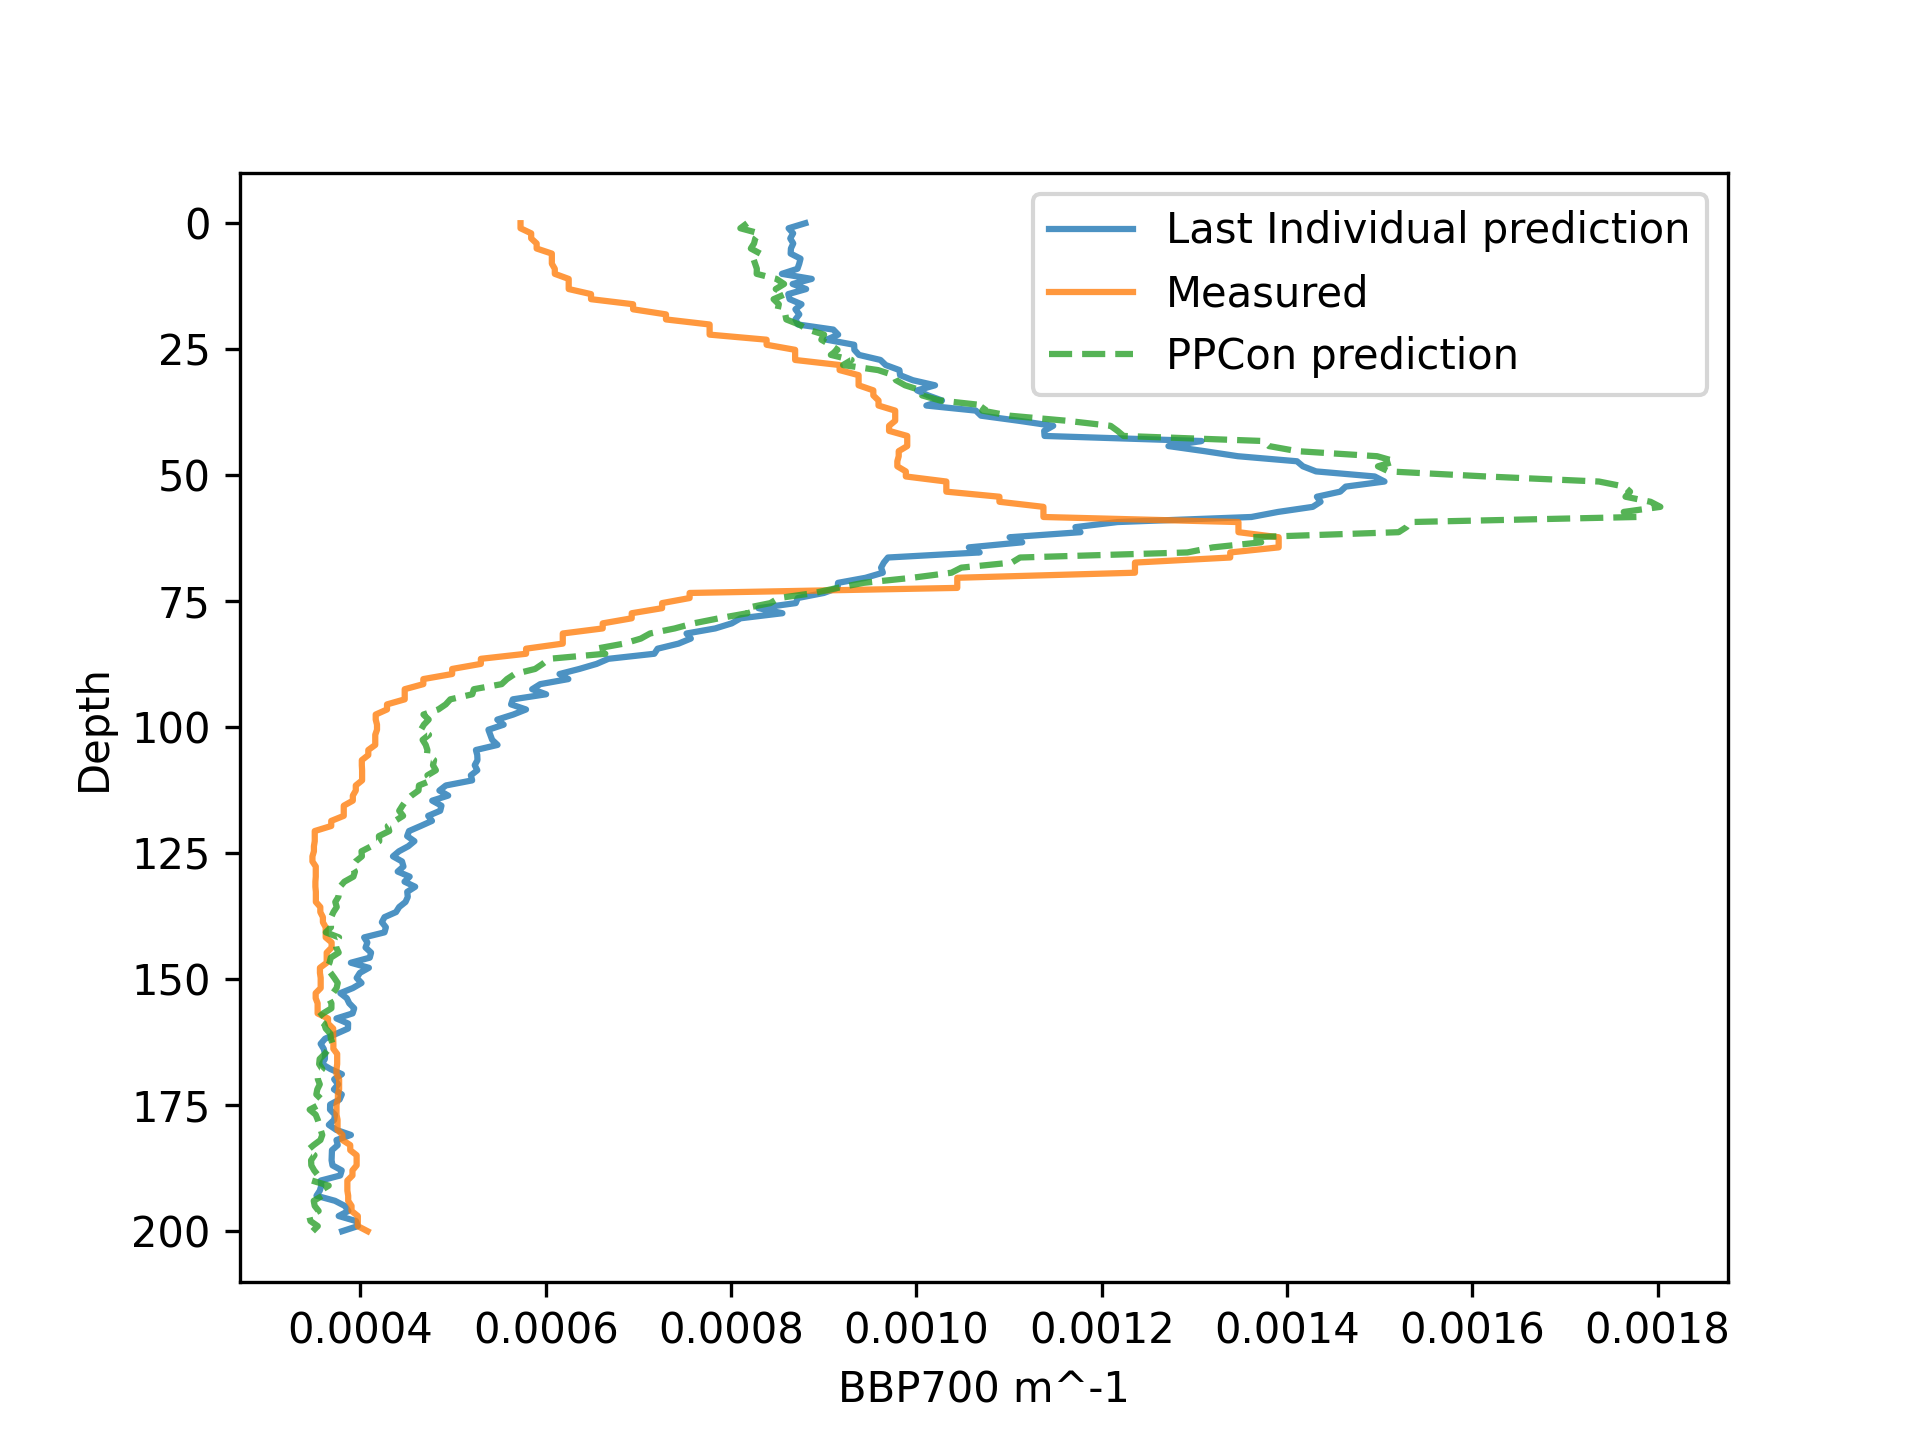 Last Individual prediction
Measured
PPCon prediction
0
25
50
75
100
125
150
175
200
Depth
0.0004 0.0006 0.0008 0.0010 0.0012 0.0014 0.0016 0.0018
BBP700 m^-1